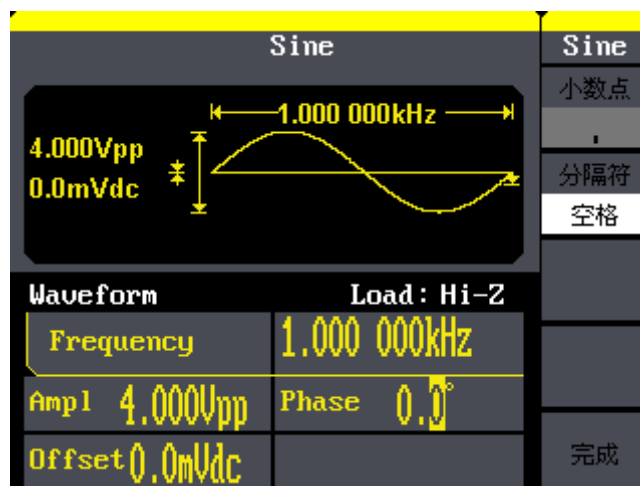 Sine
Sine
小数点
.
分隔符
空格
完成
1.000 000kHz
4.000Vpp
0.0mVdc
Waveform
Load: Hi-Z
Frequency
1.000 000kHz
Ampl 4.000Vpp
Phase 0.0°
Offset 0.0mVdc